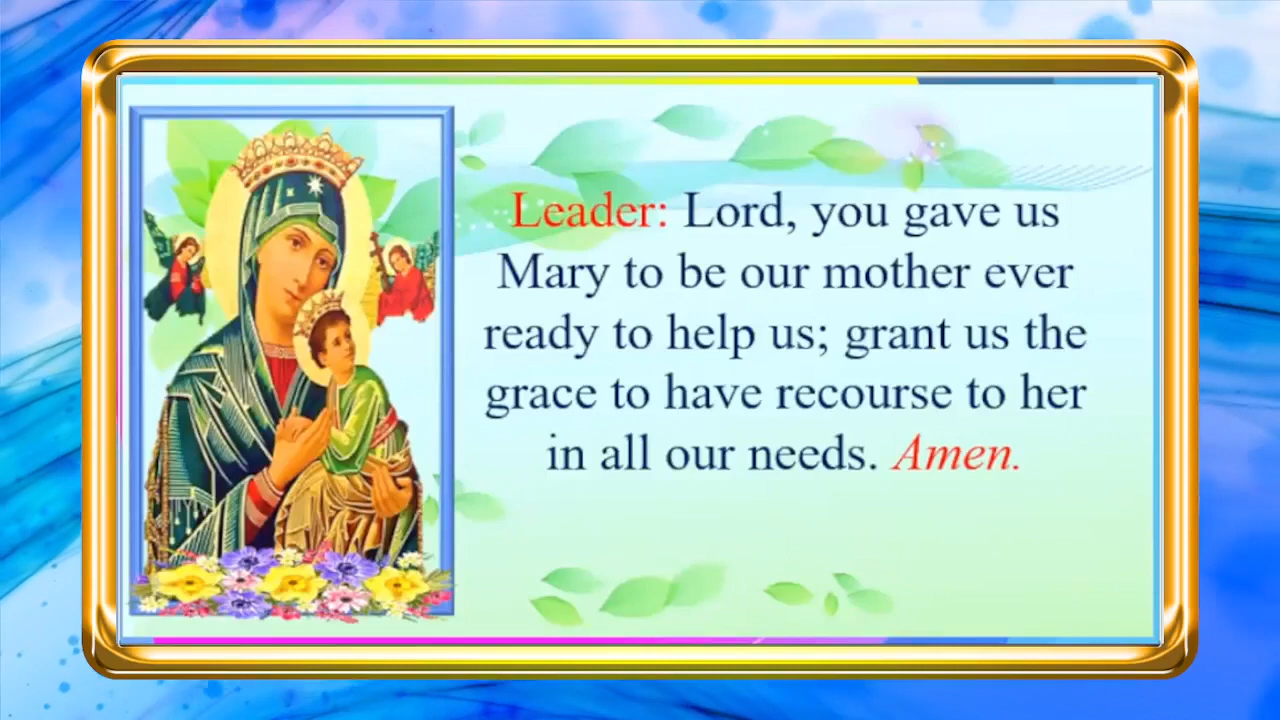 Leader: Lord, you gave us
Mary to be our mother ever
ready to help us; grant us the
grace to have recourse to her
in all our needs. Amen.